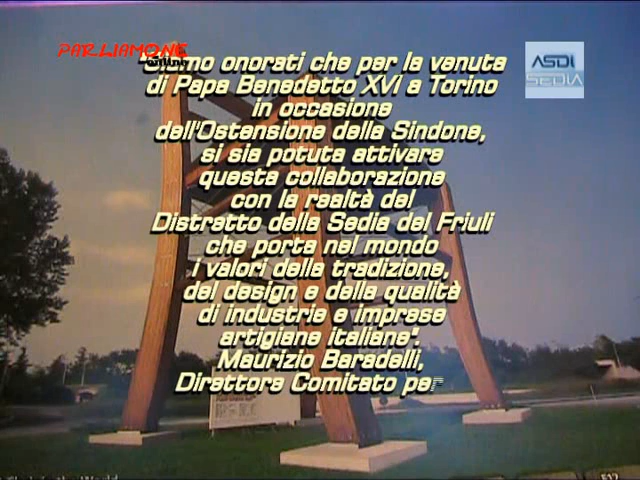 PARLIAMONE
online
ASDI
SEDIA
"Siamo onorati che per la venuta
di Papa Benedetto XVI a Torino
in occasione
dell'Ostensione della Sindone,
si sia potuta attivare
questa collaborazione
con la realtà del
Distretto della Sedia del Friuli
che porta nel mondo
i valori della tradizione,
del design e della qualità
di industrie e imprese
artigiane italiane".
Maurizio Baradelli,
Direttore Comitato per